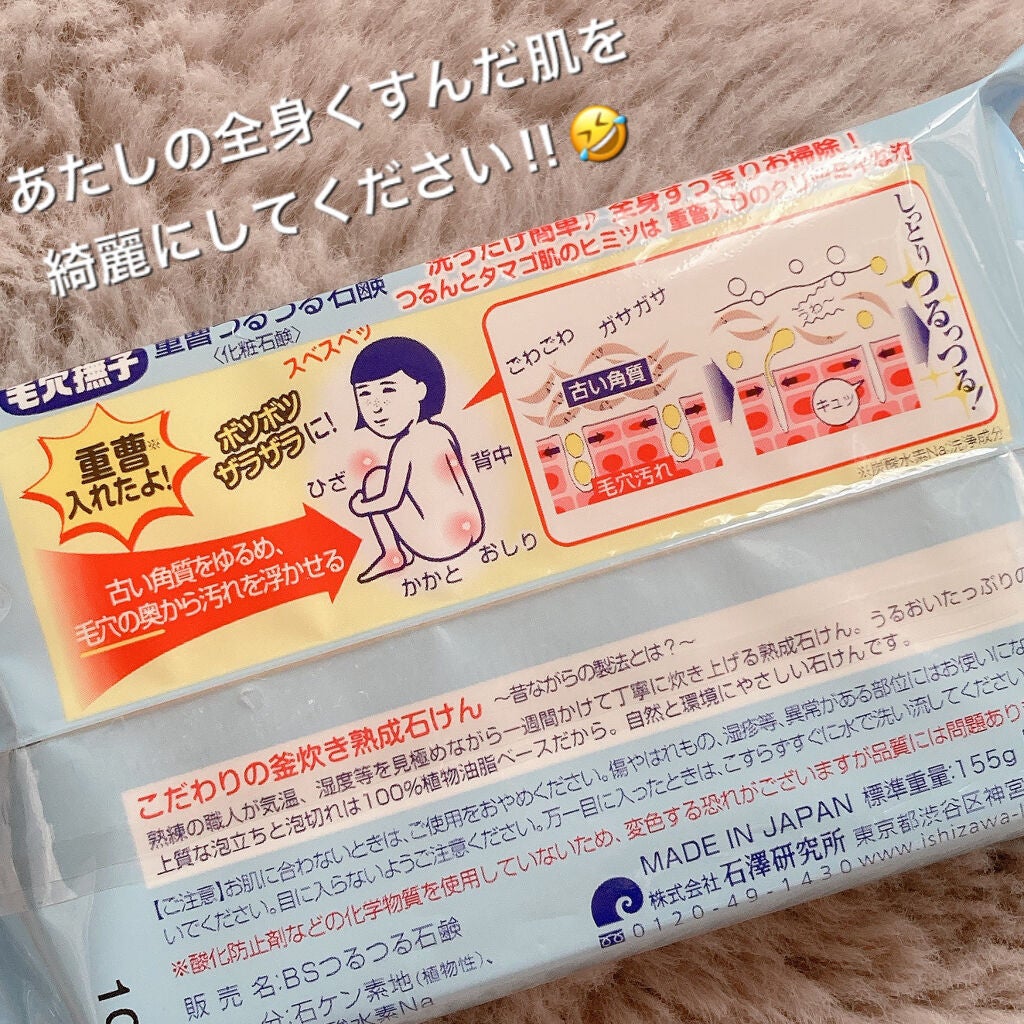 あたしの全身くすんだ肌を
綺麗にしてください!!🤣
洗うだけ簡単♪ 全身すっきりお掃除！
つるんとタマゴ肌のヒミツは 重曹入りのクリ
毛穴撫子
重曹つるつる石鹸
〈化粧石鹸〉
重曹※
入れたよ!
ボツボツ
ザラザラに!
スベスベッ
ひざ
背中
おしり
かかと
古い角質をゆるめ、
毛穴の奥から汚れを浮かせる
ごわごわ
ガサガサ
古い角質
毛穴汚れ
キュッ
しっとり
つるっつる!
※炭酸水素Na:洗浄成分
こだわりの釜炊き熟成石けん ～昔ながらの製法とは?～
熟練の職人が気温、湿度等を見極めながら一週間かけて丁寧に炊き上げる熟成石けん。うるおいたっぷりの
上質な泡立ちと泡切れは100%植物油脂ベースだから。自然と環境にやさしい石けんです。
【ご注意】お肌に合わないときは、ご使用をおやめください。傷やはれもの、湿疹等、異常がある部位にはお使いにな
いでください。目に入らないようご注意ください。万一目に入ったときは、こすらずすぐに水で洗い流してください
※酸化防止剤などの化学物質を使用していないため、変色する恐れがございますが品質には問題あり
MADE IN JAPAN 標準重量:155g
株式会社 石澤研究所 東京都渋谷区神宮
0120-49-1430 www.ishizawa-l
販売名:BSつるつる石鹸
分:石ケン素地(植物性)、
酸水素Na
10